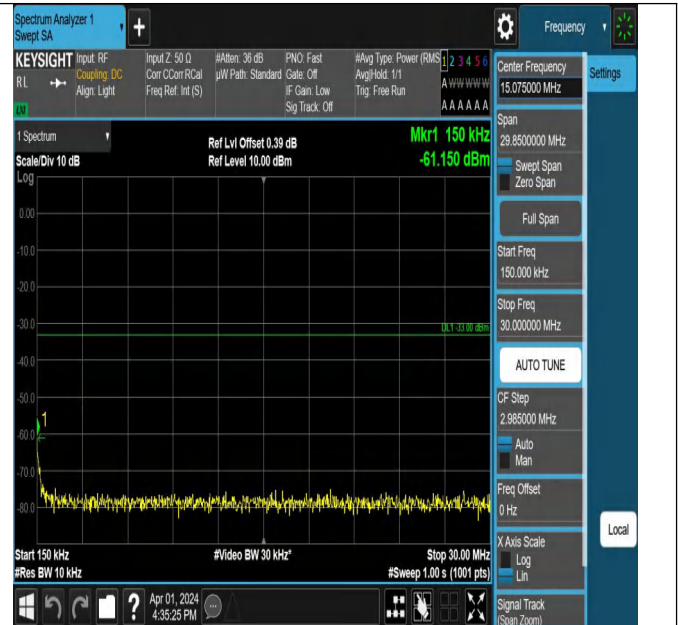 Spectrum Analyzer 1
Swept SA
+
Frequency
KEYSIGHT
RL
LXI
Input: RF
Coupling: DC
Align: Light
Input Z: 50 Ω
Corr CCorr RCal
Freq Ref: Int (S)
#Atten: 36 dB
µW Path: Standard
PNO: Fast
Gate: Off
IF Gain: Low
Sig Track: Off
#Avg Type: Power (RMS
Avg|Hold: 1/1
Trig: Free Run
1 2 3 4 5 6
A W W W W W
A A A A A A
1 Spectrum
Scale/Div 10 dB
Log
Ref Lvl Offset 0.39 dB
Ref Level 10.00 dBm
Mkr1 150 kHz
-61.150 dBm
0.00
-10.0
-20.0
-30.0
-40.0
-50.0
-60.0
-70.0
-80.0
DL1 -33.00 dBm
1
Start 150 kHz
#Res BW 10 kHz
#Video BW 30 kHz*
Stop 30.00 MHz
#Sweep 1.00 s (1001 pts)
Apr 01, 2024
4:35:25 PM
?
Center Frequency
15.075000 MHz
Settings
Span
29.8500000 MHz
Swept Span
Zero Span
Full Span
Start Freq
150.000 kHz
Stop Freq
30.000000 MHz
AUTO TUNE
CF Step
2.985000 MHz
Auto
Man
Freq Offset
0 Hz
X Axis Scale
Log
Lin
Local
Signal Track
(Span Zoom)